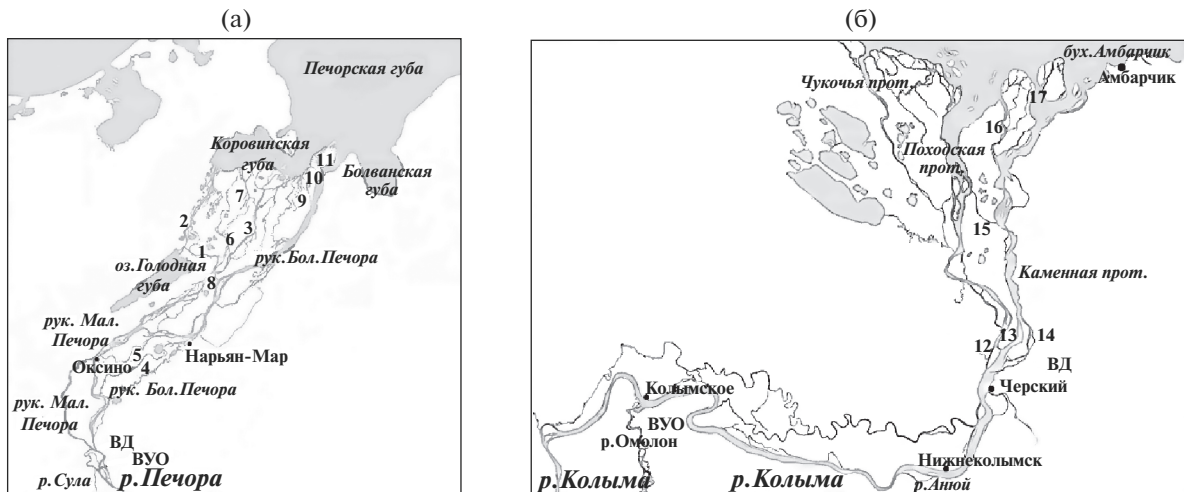 (а)
Печорская губа
Коровинская
губа
11
10
Болванская
губа
7
9
2
3
6
1
рук.Бол.Печора
оз.Голодная
губа
8
рук. Мал.
Печора
Нарьян-Мар
5
Оксино
4
рук. Бол.Печора
рук. Мал.
Печора
ВД
ВУО
р.Сула
р.Печора
(б)
бух.Амбарчик
Амбарчик
Чукочья прот.
17
16
Походская
прот.
15
Каменная прот.
13
14
12
ВД
Черский
Колымское
ВУО
р.Омолон
Нижнеколымск
р.Колыма
р.Колыма
р.Анюй